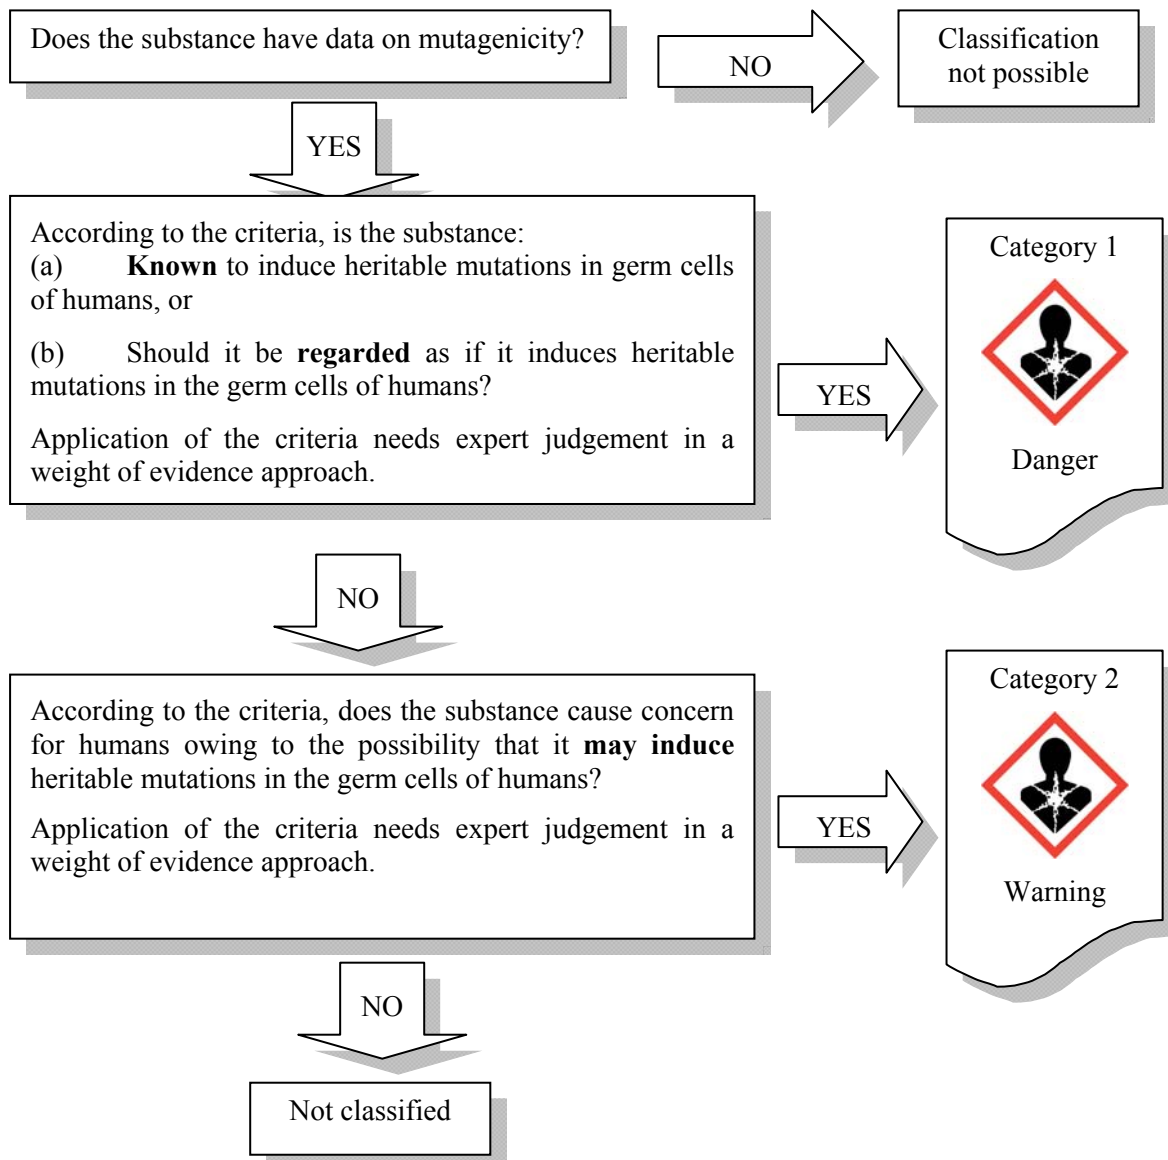 Does the substance have data on mutagenicity?
NO
Classification
not possible
YES
According to the criteria, is the substance:
(a) Known to induce heritable mutations in germ cells
of humans, or
(b) Should it be regarded as if it induces heritable
mutations in the germ cells of humans?
Application of the criteria needs expert judgement in a
weight of evidence approach.
YES
Category 1
Danger
NO
According to the criteria, does the substance cause concern
for humans owing to the possibility that it may induce
heritable mutations in the germ cells of humans?
Application of the criteria needs expert judgement in a
weight of evidence approach.
YES
Category 2
Warning
NO
Not classified